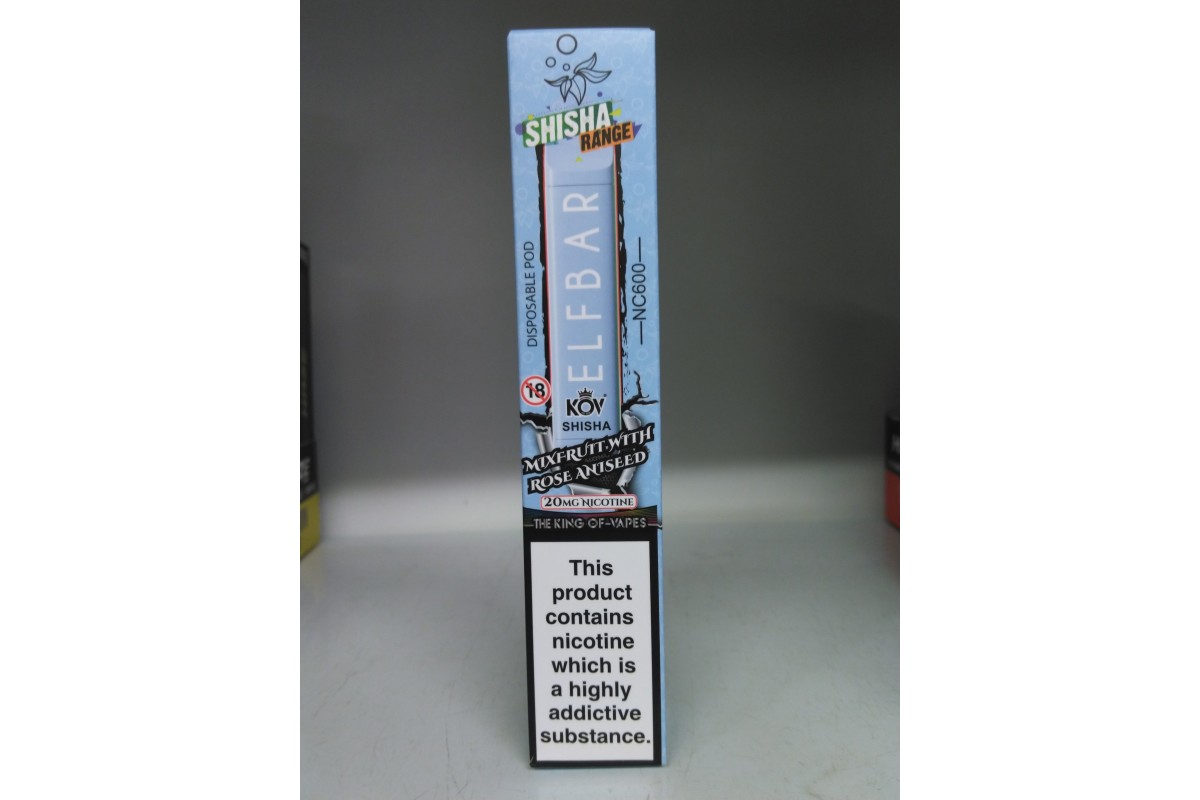 SHISHA
RANGE
ELFBAR
DISPOSABLE POD
NC600
18
KOV
SHISHA
MIXFRUIT WITH
ROSE ANISEED
20MG NICOTINE
THE KING OF-VAPES
This
product
contains
nicotine
which is
a highly
addictive
substance.